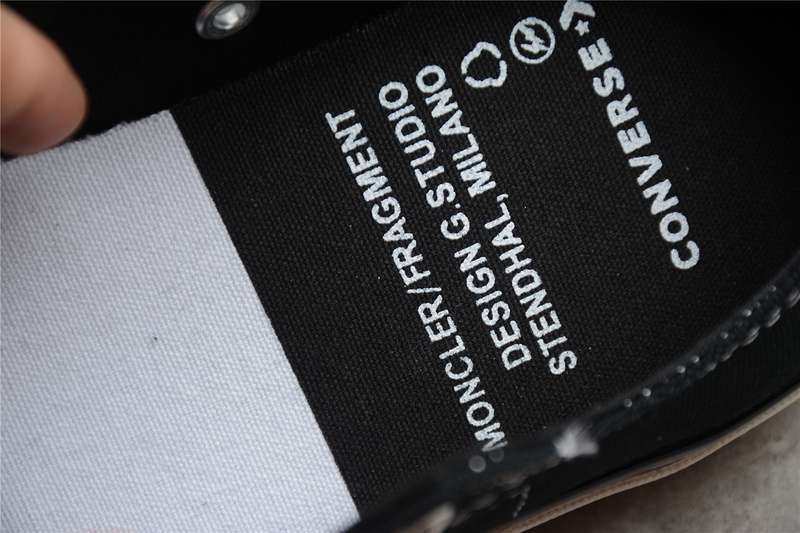 MONCLER/FRAGMENT
DESIGN G.STUDIO
STENDHAL, MILANO
CONVERSE